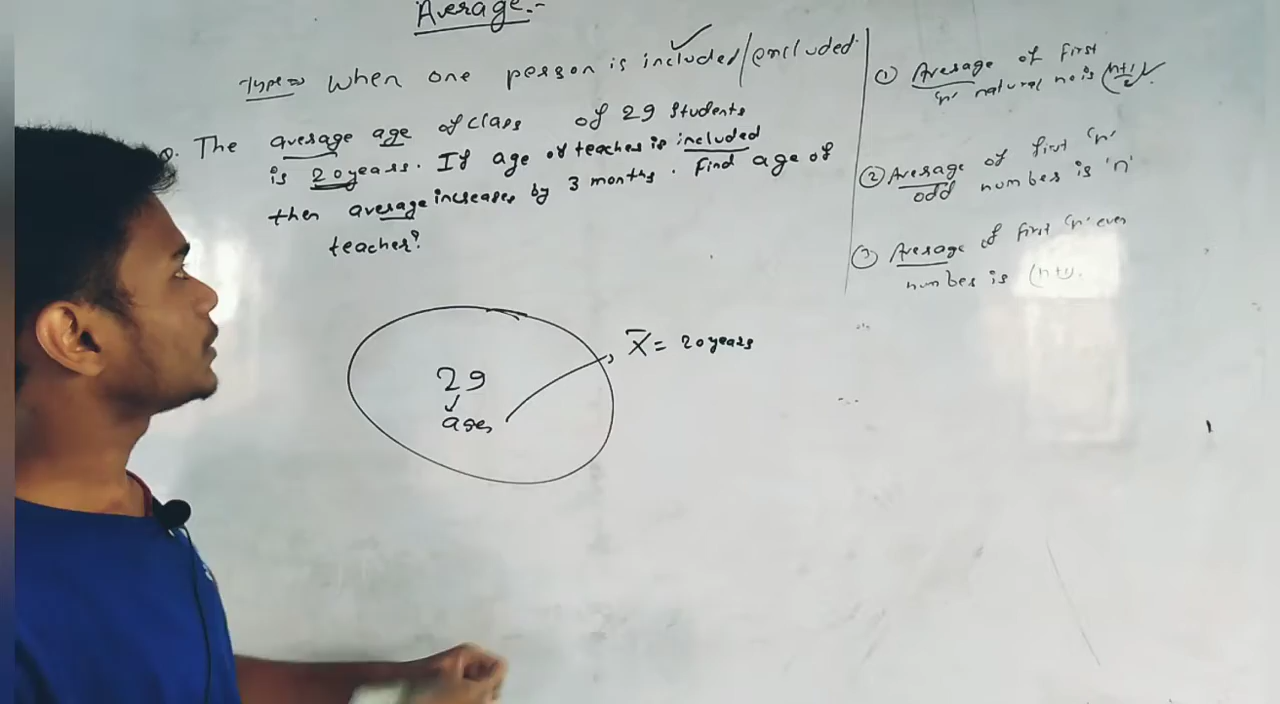 Average:-
Type⇒ When one person is included/excluded.
Q. The average age of class of 29 students
is 20 years. If age of teacher is included
then average increases by 3 months. Find age of
teacher?
29
ages
x̄ = 20 years
① Average of first
'n' natural no is (n+1/2)
② Average of first 'n'
odd numbers is 'n'
③ Average of first 'n' even
numbers is (n+1).